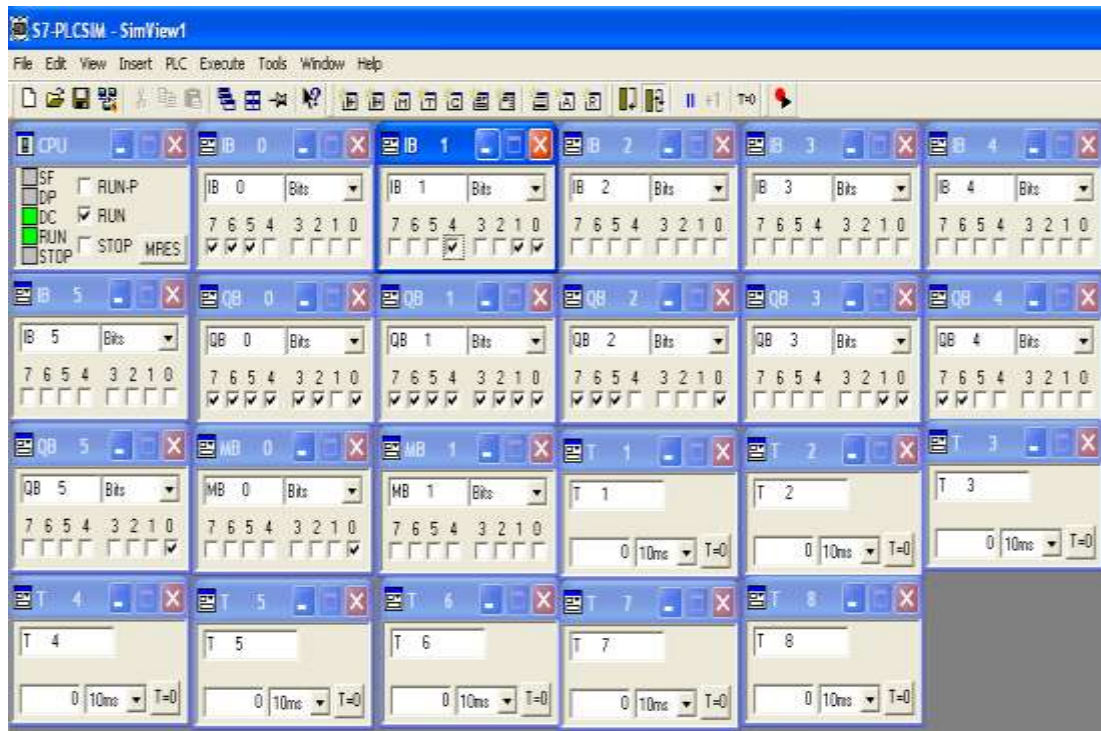 S7-PLCSIM - SimView1
File Edit View Insert PLC Execute Tools Window Help
T=0
CPU IB 0 IB 1 IB 2 IB 3 IB 4
SF
DP
DC
RUN
STOP
RUN-P
RUN
STOP MRES
IB 0 Bits IB 1 Bits IB 2 Bits IB 3 Bits IB 4 Bits
7 6 5 4 3 2 1 0 7 6 5 4 3 2 1 0 7 6 5 4 3 2 1 0 7 6 5 4 3 2 1 0 7 6 5 4 3 2 1 0
IB 5 QB 0 QB 1 QB 2 QB 3 QB 4
IB 5 Bits QB 0 Bits QB 1 Bits QB 2 Bits QB 3 Bits QB 4 Bits
7 6 5 4 3 2 1 0 7 6 5 4 3 2 1 0 7 6 5 4 3 2 1 0 7 6 5 4 3 2 1 0 7 6 5 4 3 2 1 0 7 6 5 4 3 2 1 0
QB 5 MB 0 MB 1 T 1 T 2 T 3
QB 5 Bits MB 0 Bits MB 1 Bits T 1 T 2 T 3
7 6 5 4 3 2 1 0 7 6 5 4 3 2 1 0 7 6 5 4 3 2 1 0 0 10ms T=0 0 10ms T=0 0 10ms T=0
T 4 T 5 T 6 T 7 T 8
T 4 T 5 T 6 T 7 T 8
0 10ms T=0 0 10ms T=0 0 10ms T=0 0 10ms T=0 0 10ms T=0